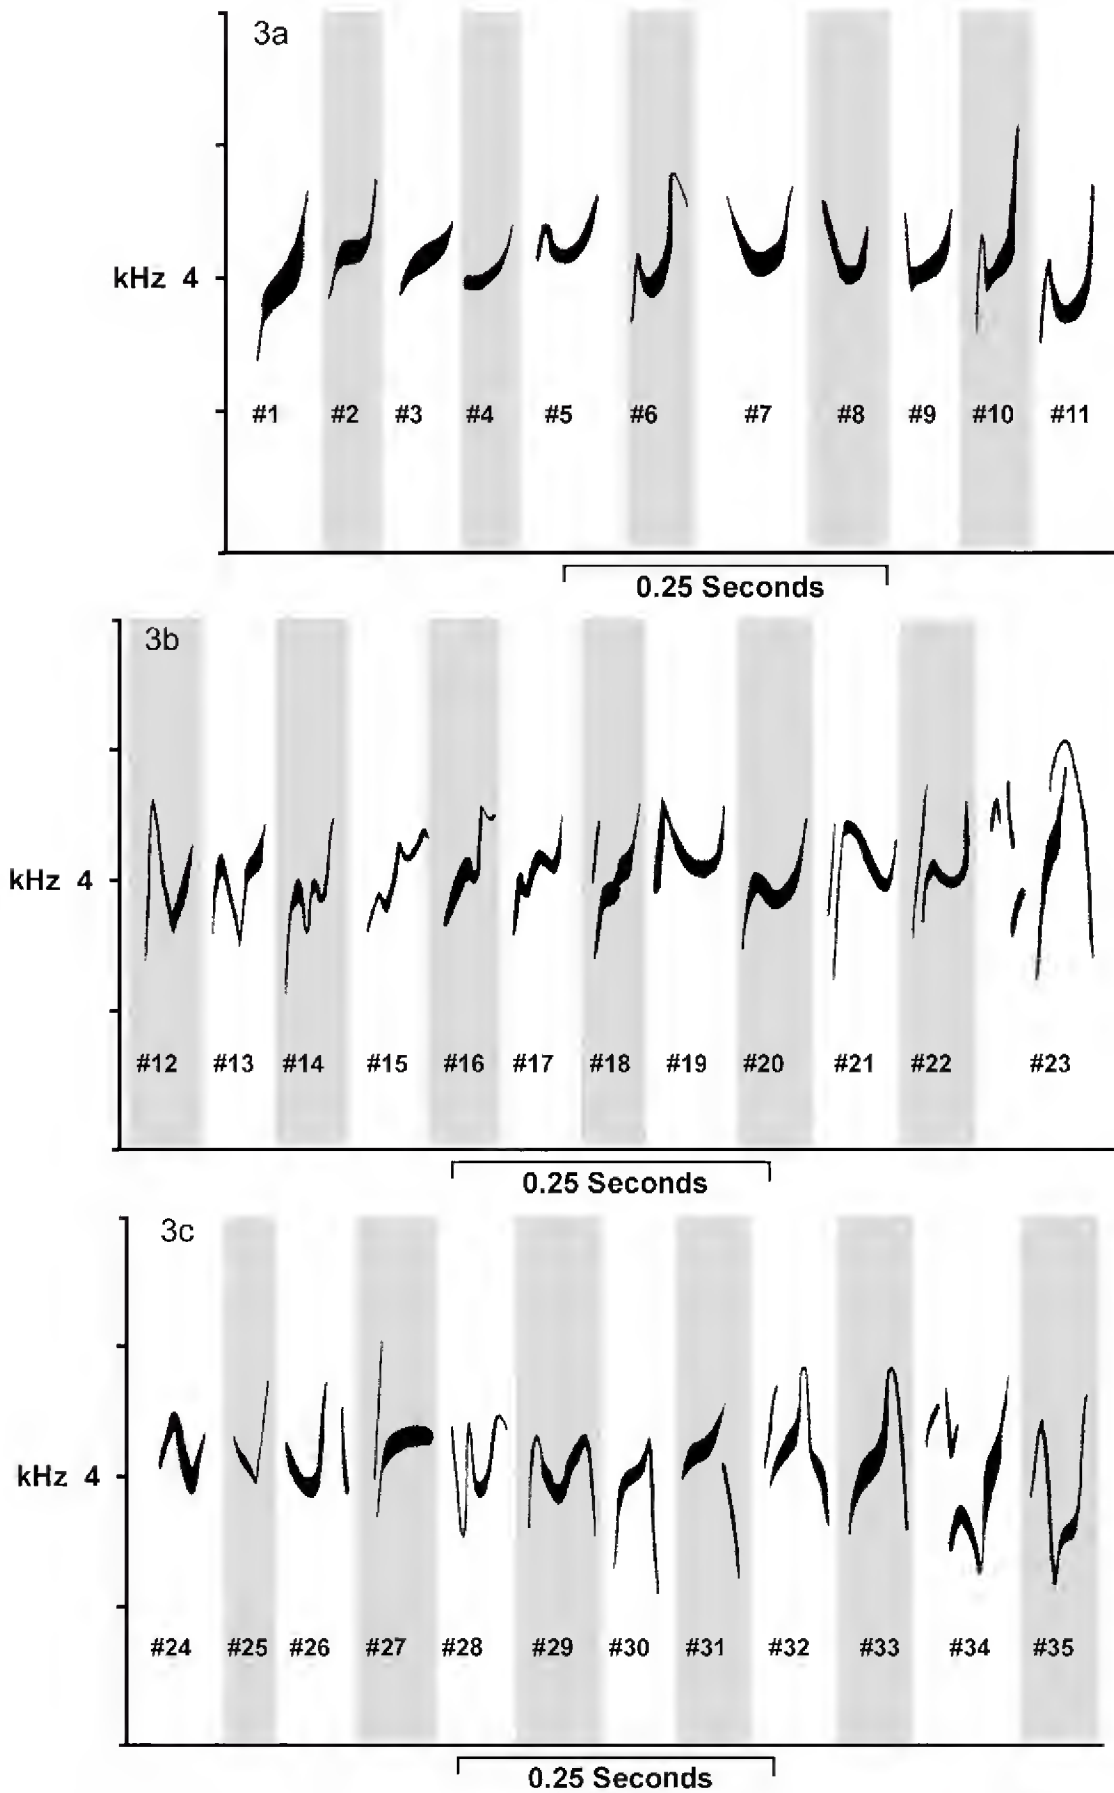 3a
kHz 4
#1 #2 #3 #4 #5 #6 #7 #8 #9 #10 #11
0.25 Seconds
3b
kHz 4
#12 #13 #14 #15 #16 #17 #18 #19 #20 #21 #22 #23
0.25 Seconds
3c
kHz 4
#24 #25 #26 #27 #28 #29 #30 #31 #32 #33 #34 #35
0.25 Seconds